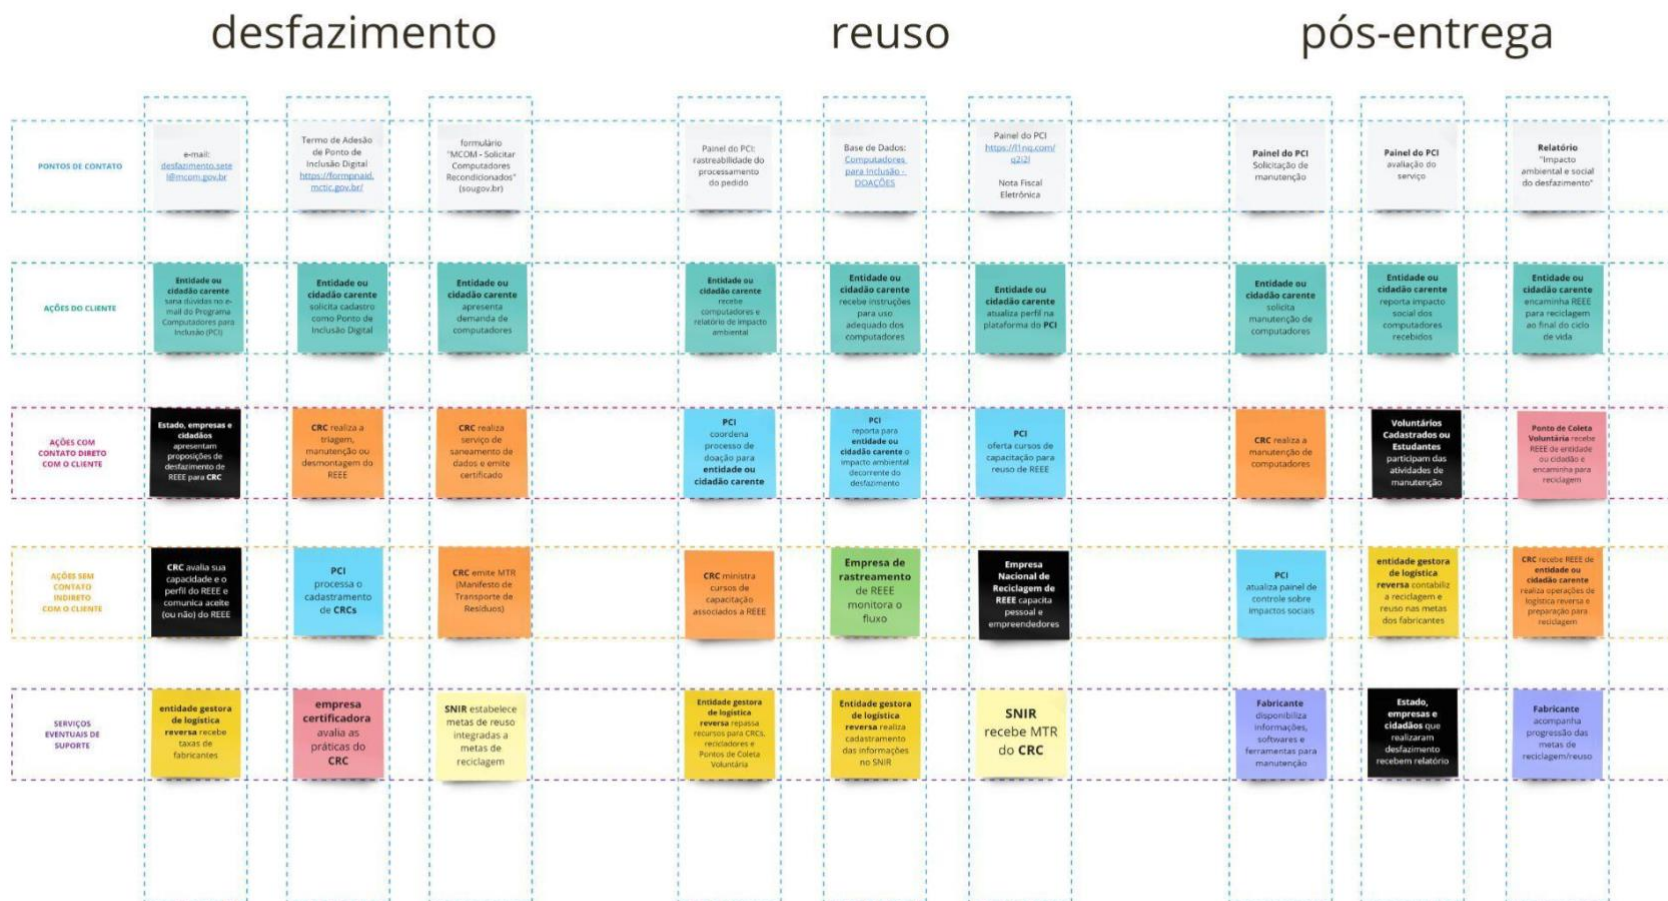 desfazimento
reuso
pós-entrega
PONTOS DE CONTATO
e-mail:
desfazimento.sete
l@mcom.gov.br
Termo de Adesão
de Ponto de
Inclusão Digital
https://formpnaid.
mctic.gov.br/
formulário
"MCOM - Solicitar
Computadores
Recondicionados"
(sougov.br)
Painel do PCI:
rastreabilidade do
processamento
do pedido
Base de Dados:
Computadores
para Inclusão -
DOAÇÕES
Painel do PCI
https://l1nq.com/
Nota Fiscal
Eletrônica
Painel do PCI
Solicitação de
manutenção
Painel do PCI
avaliação do
serviço
Relatório
"Impacto
ambiental e social
do desfazimento"
AÇÕES DO CLIENTE
Entidade ou
cidadão carente
sana dúvidas no e-
mail do Programa
Computadores para
Inclusão (PCI)
Entidade ou
cidadão carente
solicita cadastro
como Ponto de
Inclusão Digital
Entidade ou
cidadão carente
apresenta
demanda de
computadores
Entidade ou
cidadão carente
recebe
computadores e
relatório de impacto
ambiental
Entidade ou
cidadão carente
recebe instruções
para uso
adequado dos
computadores
Entidade ou
cidadão carente
atualiza perfil na
plataforma do PCI
Entidade ou
cidadão carente
solicita
manutenção de
computadores
Entidade ou
cidadão carente
reporta impacto
social dos
computadores
recebidos
Entidade ou
cidadão carente
encaminha REEE
para reciclagem
ao final do ciclo
de vida
AÇÕES COM
CONTATO DIRETO
COM O CLIENTE
Estado, empresas e
cidadãos
apresentam
proposições de
desfazimento de
REEE para CRC
CRC realiza a
triagem,
manutenção ou
desmontagem do
REEE
CRC realiza
serviço de
saneamento de
dados e emite
certificado
PCI
coordena
processo de
doação para
entidade ou
cidadão carente
PCI
reporta para
entidade ou
cidadão carente o
impacto ambiental
decorrente do
desfazimento
PCI
oferta cursos de
capacitação para
reuso de REEE
CRC realiza a
manutenção de
computadores
Voluntários
Cadastrados ou
Estudantes
participam das
atividades de
manutenção
Ponto de Coleta
Voluntária recebe
REEE de entidade
ou cidadão e
encaminha para
reciclagem
AÇÕES SEM
CONTATO
INDIRETO
COM O CLIENTE
CRC avalia sua
capacidade e o
perfil do REEE e
comunica aceite
(ou não) do REEE
PCI
processa o
cadastramento
de CRCs
CRC emite MTR
(Manifesto de
Transporte de
Resíduos)
CRC ministra
cursos de
capacitação
associados a REEE
Empresa de
rastreamento
de REEE
monitora o
fluxo
Empresa
Nacional de
Reciclagem de
REEE capacita
pessoal e
empreendedores
PCI
atualiza painel de
controle sobre
impactos sociais
entidade gestora
de logística
reversa contabiliz
a reciclagem e
reuso nas metas
dos fabricantes
CRC recebe REEE de
entidade ou
cidadão carente
realiza operações de
logística reversa e
preparação para
reciclagem
SERVIÇOS
EVENTUAIS DE
SUPORTE
entidade gestora
de logística
reversa recebe
taxas de
fabricantes
empresa
certificadora
avalia as
práticas do
CRC
SNIR estabelece
metas de reuso
integradas a
metas de
reciclagem
Entidade gestora
de logística
reversa repassa
recursos para CRCs,
recicladores e
Pontos de Coleta
Voluntária
Entidade gestora
de logística
reversa realiza
cadastramento
das informações
no SNIR
SNIR
recebe MTR
do CRC
Fabricante
disponibiliza
informações,
softwares e
ferramentas para
manutenção
Estado,
empresas e
cidadãos que
realizaram
desfazimento
recebem relatório
Fabricante
acompanha
progressão das
metas de
reciclagem/reuso